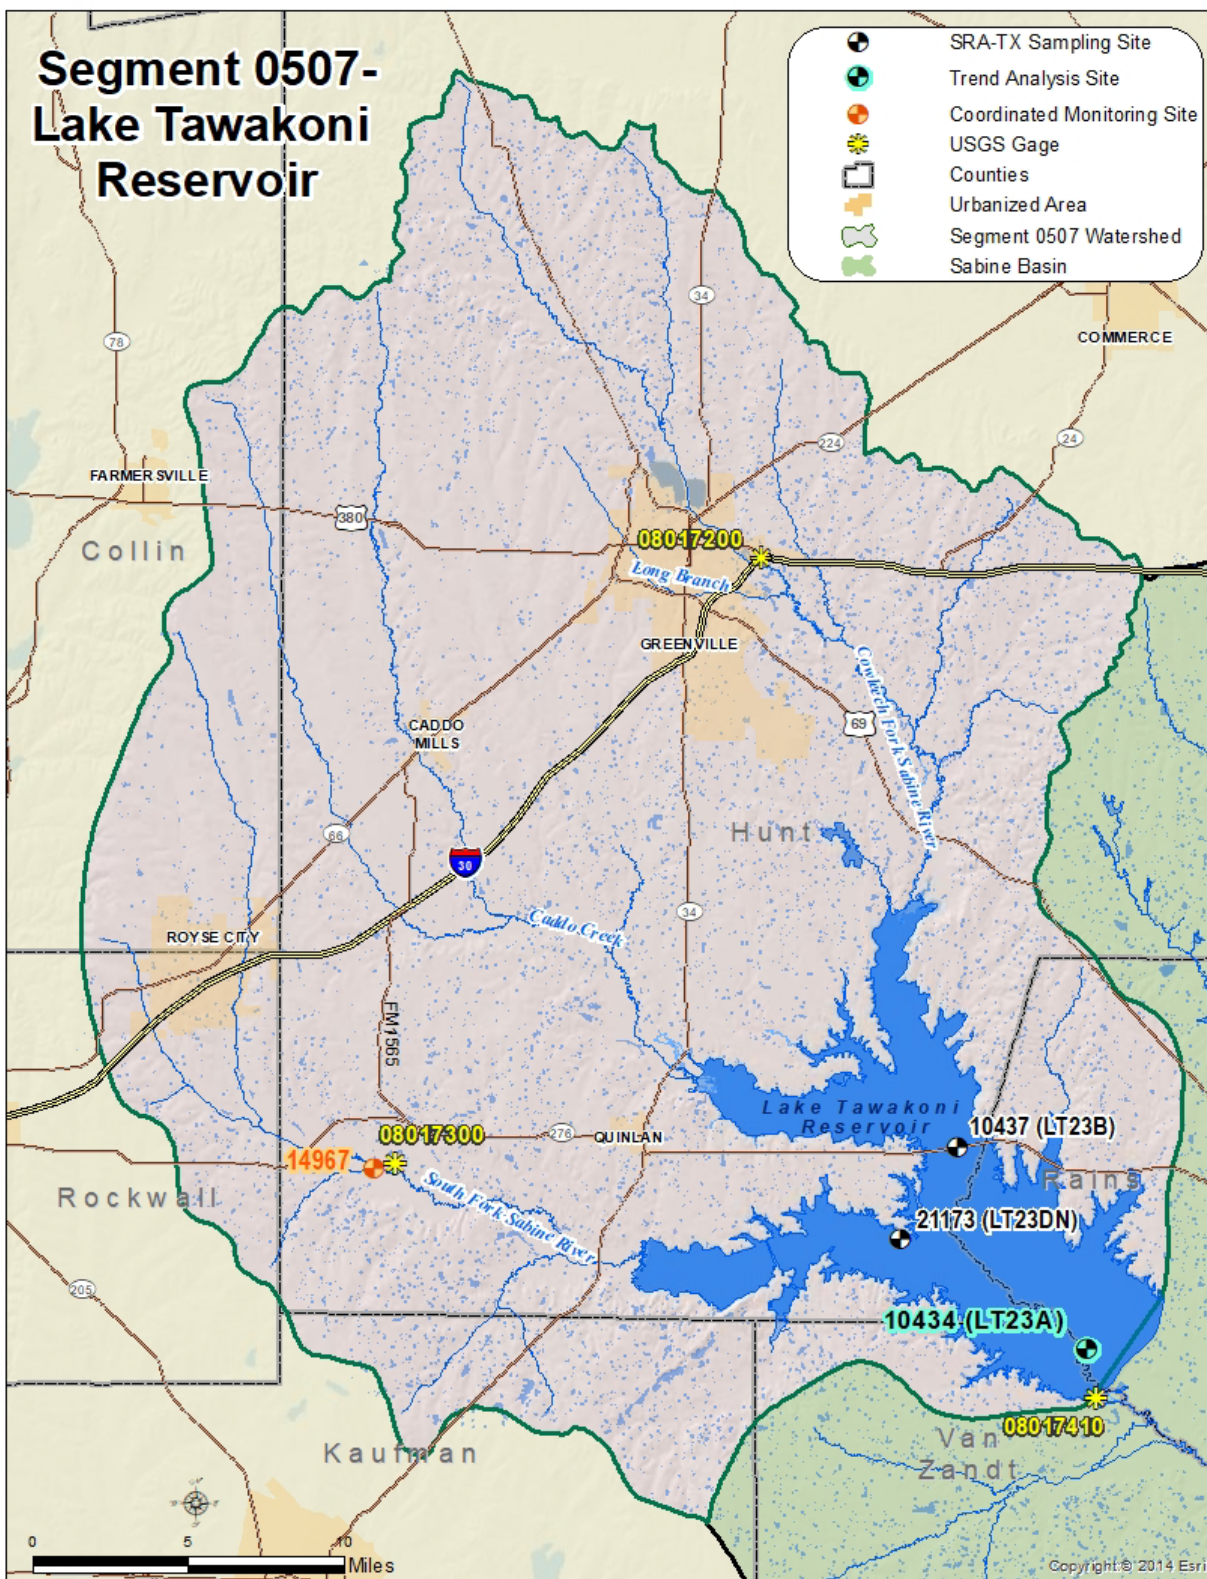 Segment 0507-
Lake Tawakoni
Reservoir
SRA-TX Sampling Site
Trend Analysis Site
Coordinated Monitoring Site
USGS Gage
Counties
Urbanized Area
Segment 0507 Watershed
Sabine Basin
34
COMMERCE
78
224
24
FARMERSVILLE
380
Collin
08017200
Long Branch
GREENVILLE
Cowleech Fork Sabine River
69
CADDO
MILLS
66
Hunt
30
34
Caddo Creek
ROYSE CITY
FM1565
Lake Tawakoni
Reservoir
10437 (LT23B)
08017300
276
QUINLAN
14967
Rains
Rockwall
South Fork Sabine River
21173 (LT23DN)
205
10434 (LT23A)
08017410
Van
Zandt
Kaufman
0
5
10
Miles
Copyright:© 2014 Esri